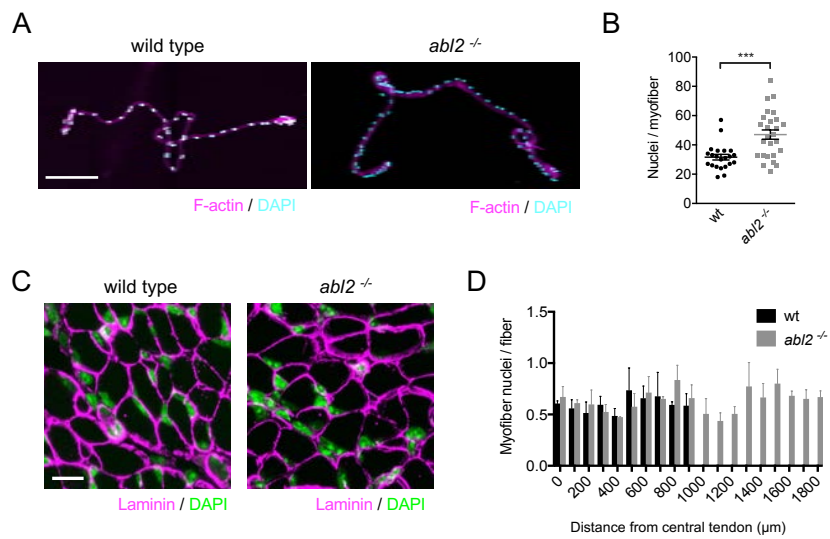 A
wild type
abl2 -/-
F-actin / DAPI
F-actin / DAPI
B
***
Nuclei / myofiber
100
80
60
40
20
0
wt
abl2 -/-
C
wild type
abl2 -/-
Laminin / DAPI
Laminin / DAPI
D
wt
abl2 -/-
Myofiber nuclei / fiber
1.5
1.0
0.5
0.0
0
200
400
600
800
1000
1200
1400
1600
1800
Distance from central tendon (µm)